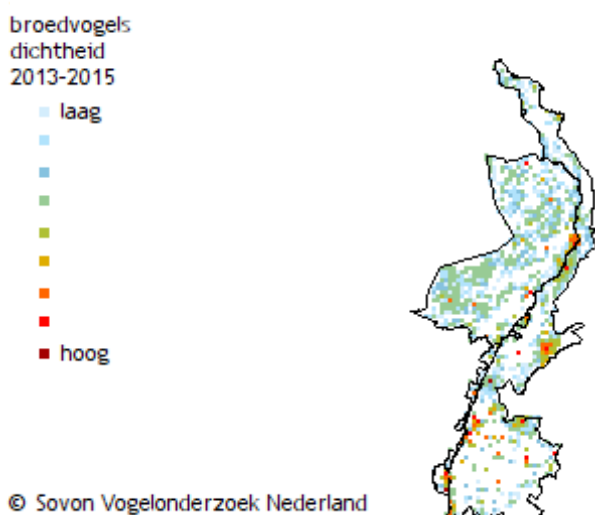 broedvogels
dichtheid
2013-2015
laag
hoog
© Sovon Vogelonderzoek Nederland